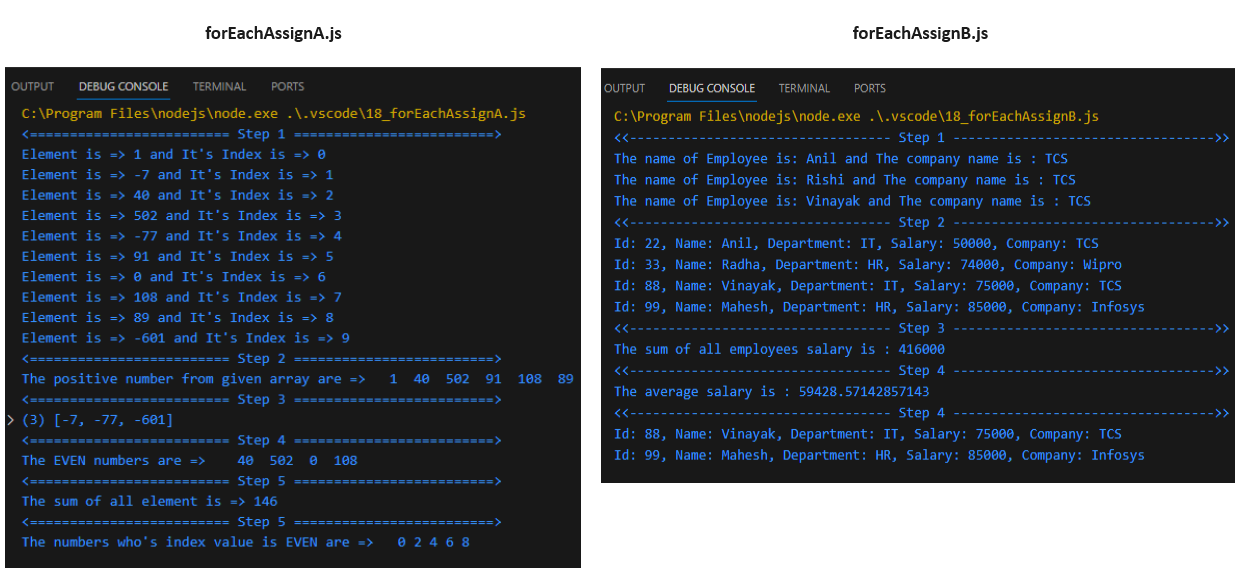 forEachAssignA.js
OUTPUT DEBUG CONSOLE TERMINAL PORTS
C:\Program Files\nodejs\node.exe .\.vscode\18_forEachAssignA.js
<========================= Step 1 =========================>
Element is => 1 and It's Index is => 0
Element is => -7 and It's Index is => 1
Element is => 40 and It's Index is => 2
Element is => 502 and It's Index is => 3
Element is => -77 and It's Index is => 4
Element is => 91 and It's Index is => 5
Element is => 0 and It's Index is => 6
Element is => 108 and It's Index is => 7
Element is => 89 and It's Index is => 8
Element is => -601 and It's Index is => 9
<========================= Step 2 =========================>
The positive number from given array are =>   1  40  502  91  108  89
<========================= Step 3 =========================>
> (3) [-7, -77, -601]
<========================= Step 4 =========================>
The EVEN numbers are =>    40  502  0  108
<========================= Step 5 =========================>
The sum of all element is => 146
<========================= Step 5 =========================>
The numbers who's index value is EVEN are =>   0 2 4 6 8
forEachAssignB.js
OUTPUT DEBUG CONSOLE TERMINAL PORTS
C:\Program Files\nodejs\node.exe .\.vscode\18_forEachAssignB.js
<<---------------------------------- Step 1 ---------------------------------->>
The name of Employee is: Anil and The company name is : TCS
The name of Employee is: Rishi and The company name is : TCS
The name of Employee is: Vinayak and The company name is : TCS
<<---------------------------------- Step 2 ---------------------------------->>
Id: 22, Name: Anil, Department: IT, Salary: 50000, Company: TCS
Id: 33, Name: Radha, Department: HR, Salary: 74000, Company: Wipro
Id: 88, Name: Vinayak, Department: IT, Salary: 75000, Company: TCS
Id: 99, Name: Mahesh, Department: HR, Salary: 85000, Company: Infosys
<<---------------------------------- Step 3 ---------------------------------->>
The sum of all employees salary is : 416000
<<---------------------------------- Step 4 ---------------------------------->>
The average salary is : 59428.57142857143
<<---------------------------------- Step 4 ---------------------------------->>
Id: 88, Name: Vinayak, Department: IT, Salary: 75000, Company: TCS
Id: 99, Name: Mahesh, Department: HR, Salary: 85000, Company: Infosys